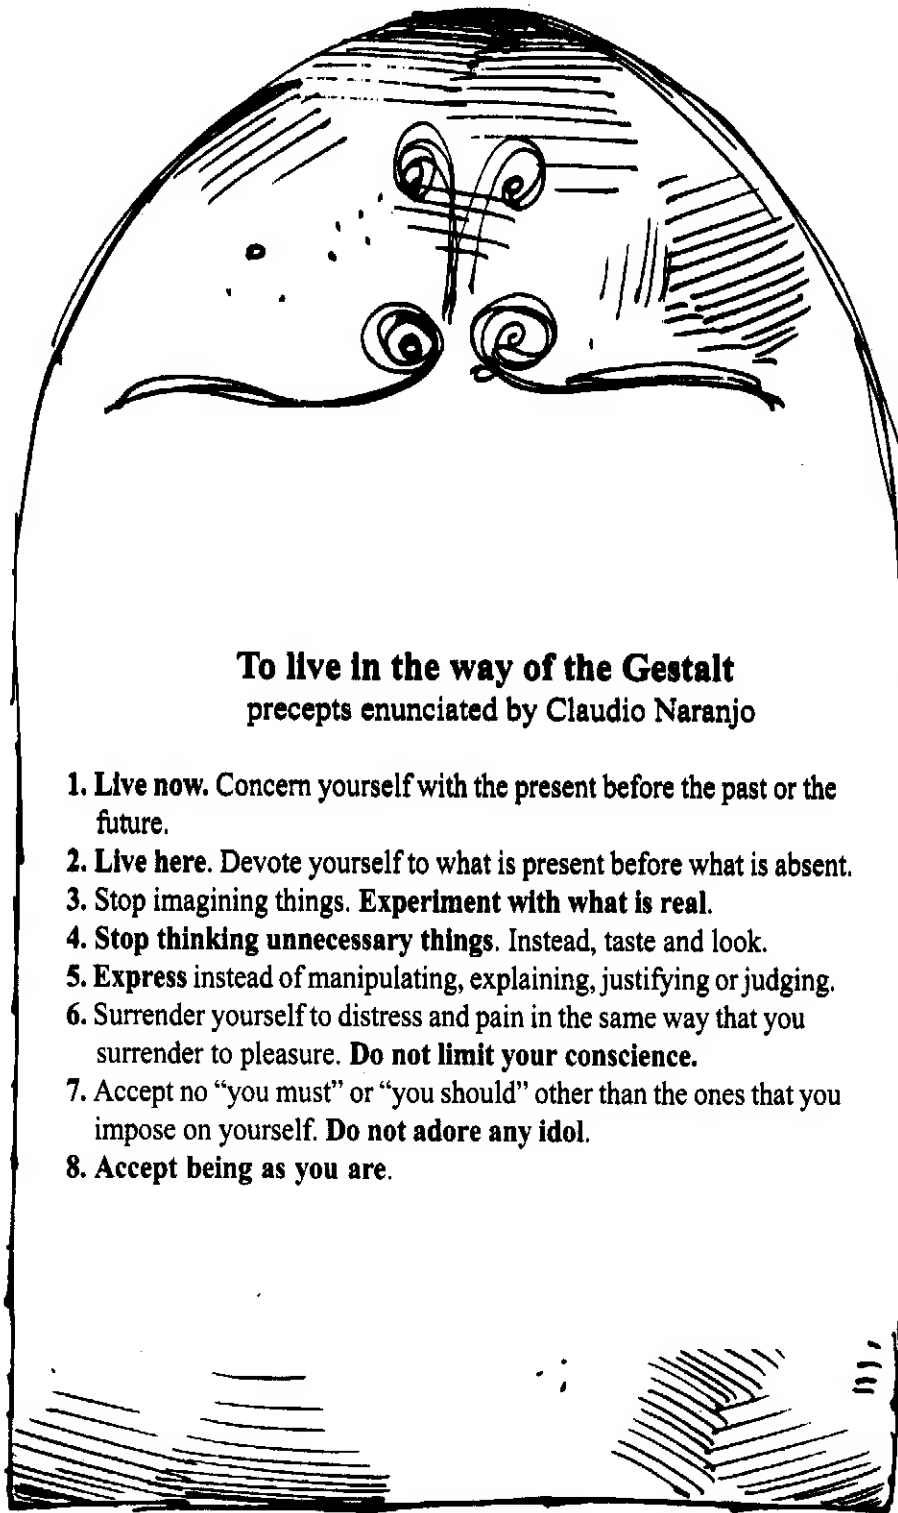 To live in the way of the Gestalt
precepts enunciated by Claudio Naranjo
1. Live now. Concern yourself with the present before the past or the
future.
2. Live here. Devote yourself to what is present before what is absent.
3. Stop imagining things. Experiment with what is real.
4. Stop thinking unnecessary things. Instead, taste and look.
5. Express instead of manipulating, explaining, justifying or judging.
6. Surrender yourself to distress and pain in the same way that you
surrender to pleasure. Do not limit your conscience.
7. Accept no “you must” or “you should” other than the ones that you
impose on yourself. Do not adore any idol.
8. Accept being as you are.